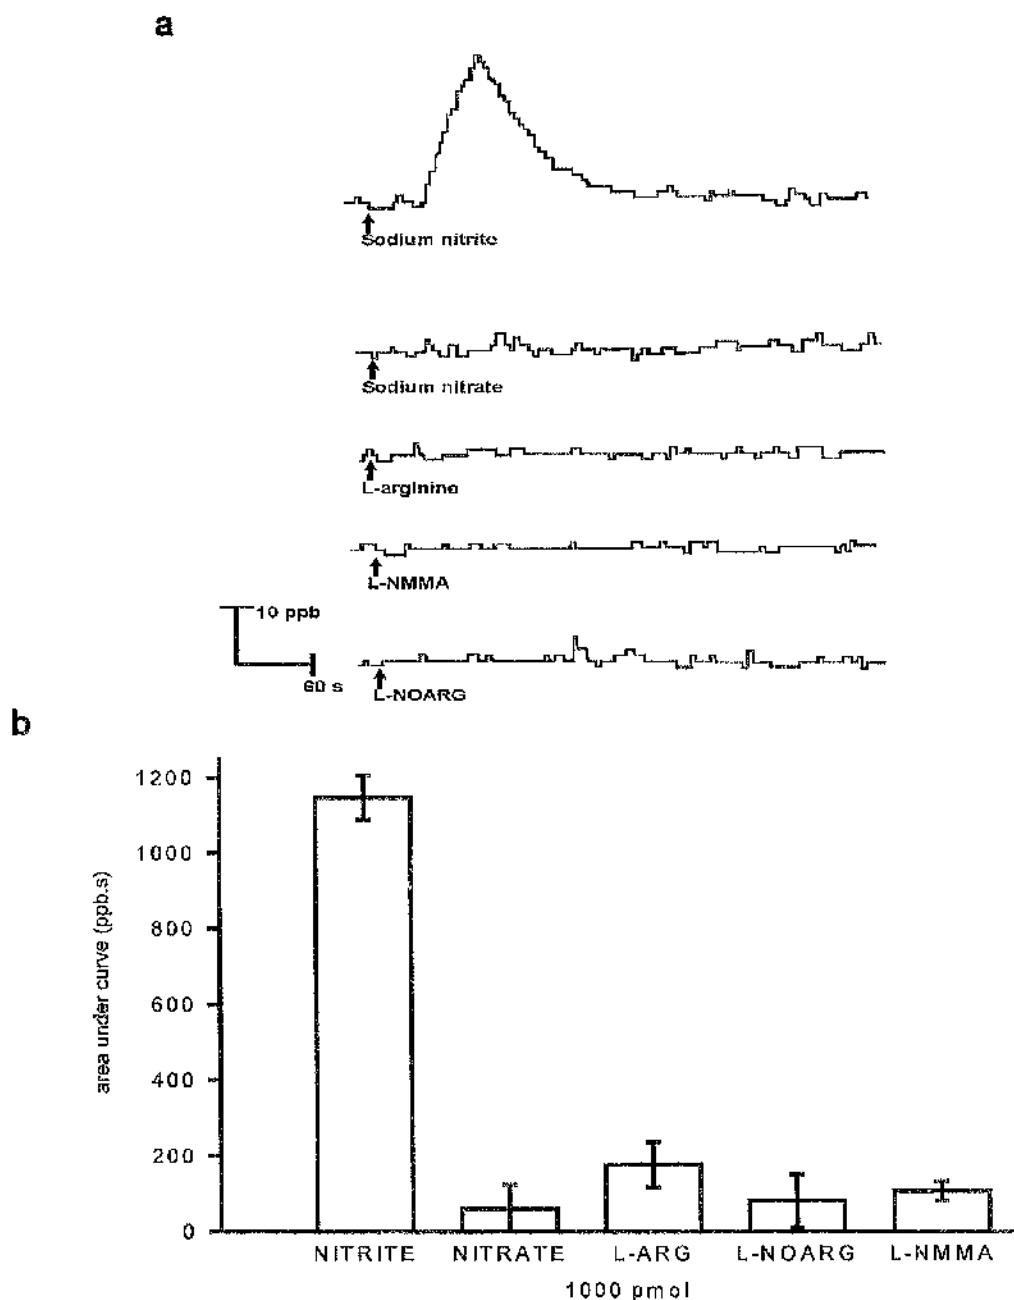 a
Sodium nitrite
Sodium nitrate
L-arginine
L-NMMA
10 ppb
60 s
L-NOARG
b
area under curve (ppb.s)
1200
1000
800
600
400
200
0
NITRITE NITRATE L-ARG L-NOARG L-NMMA
1000 pmol